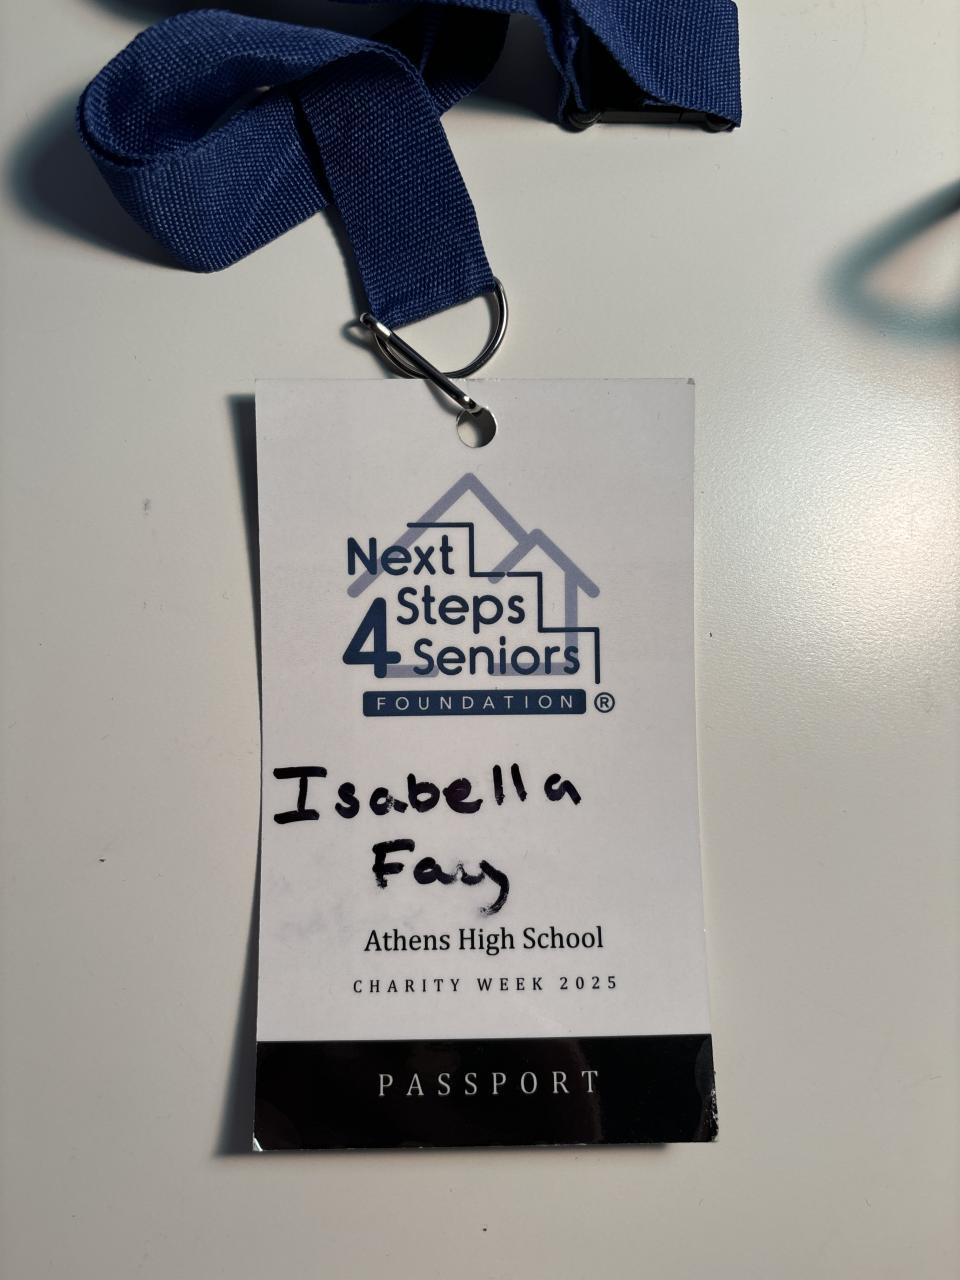 Next
Steps
4 Seniors
FOUNDATION ®
Isabella
Fay
Athens High School
CHARITY WEEK 2025
PASSPORT